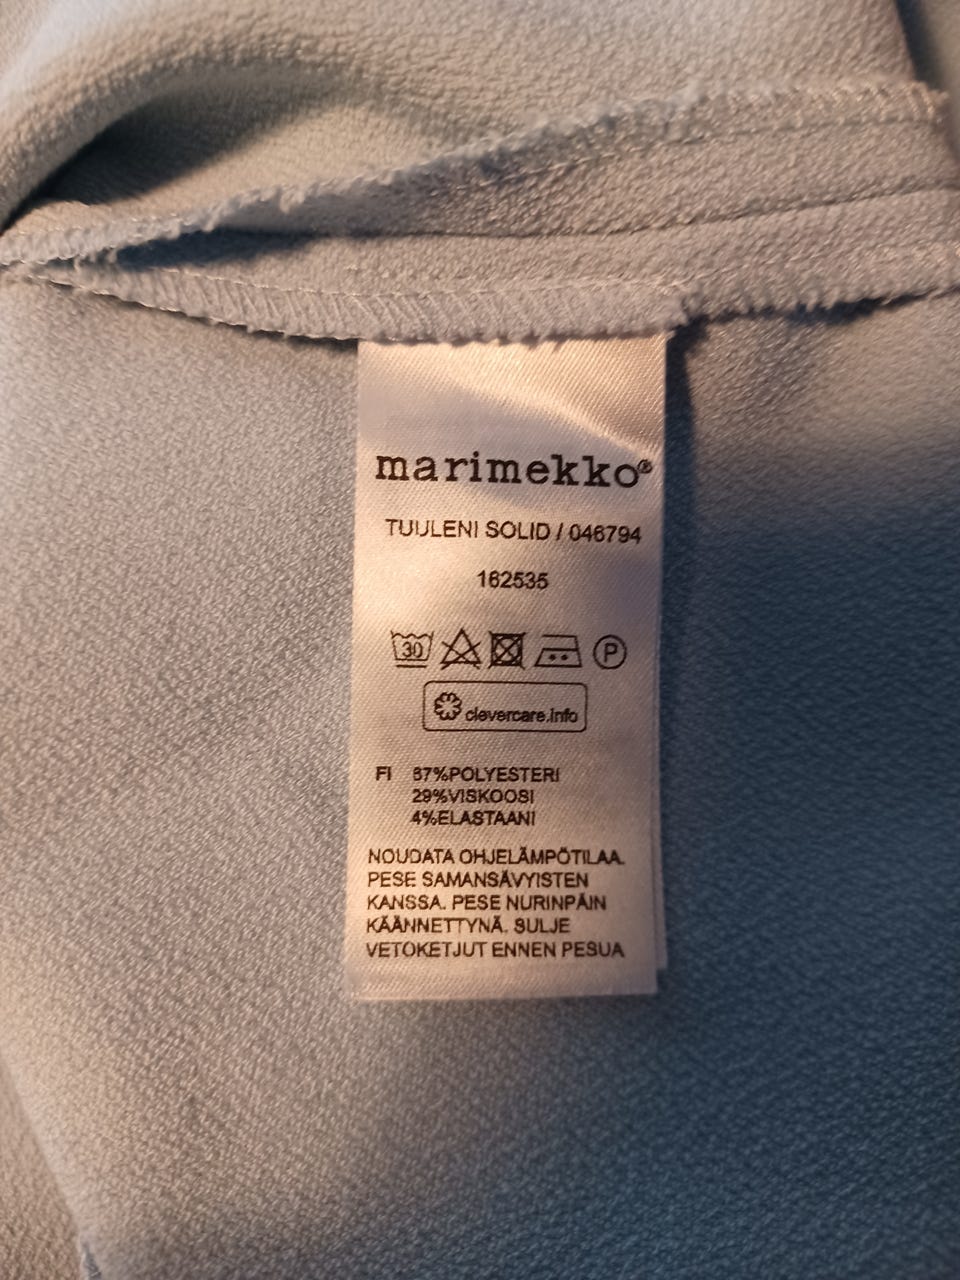 marimekko®
TUULENI SOLID / 046794
162535
30 P
clevercare.info
FI 67%POLYESTERI
29%VISKOOSI
4%ELASTAANI
NOUDATA OHJELÄMPÖTILAA.
PESE SAMANSÄVYISTEN
KANSSA. PESE NURINPÄIN
KÄÄNNETTYNÄ. SULJE
VETOKETJUT ENNEN PESUA